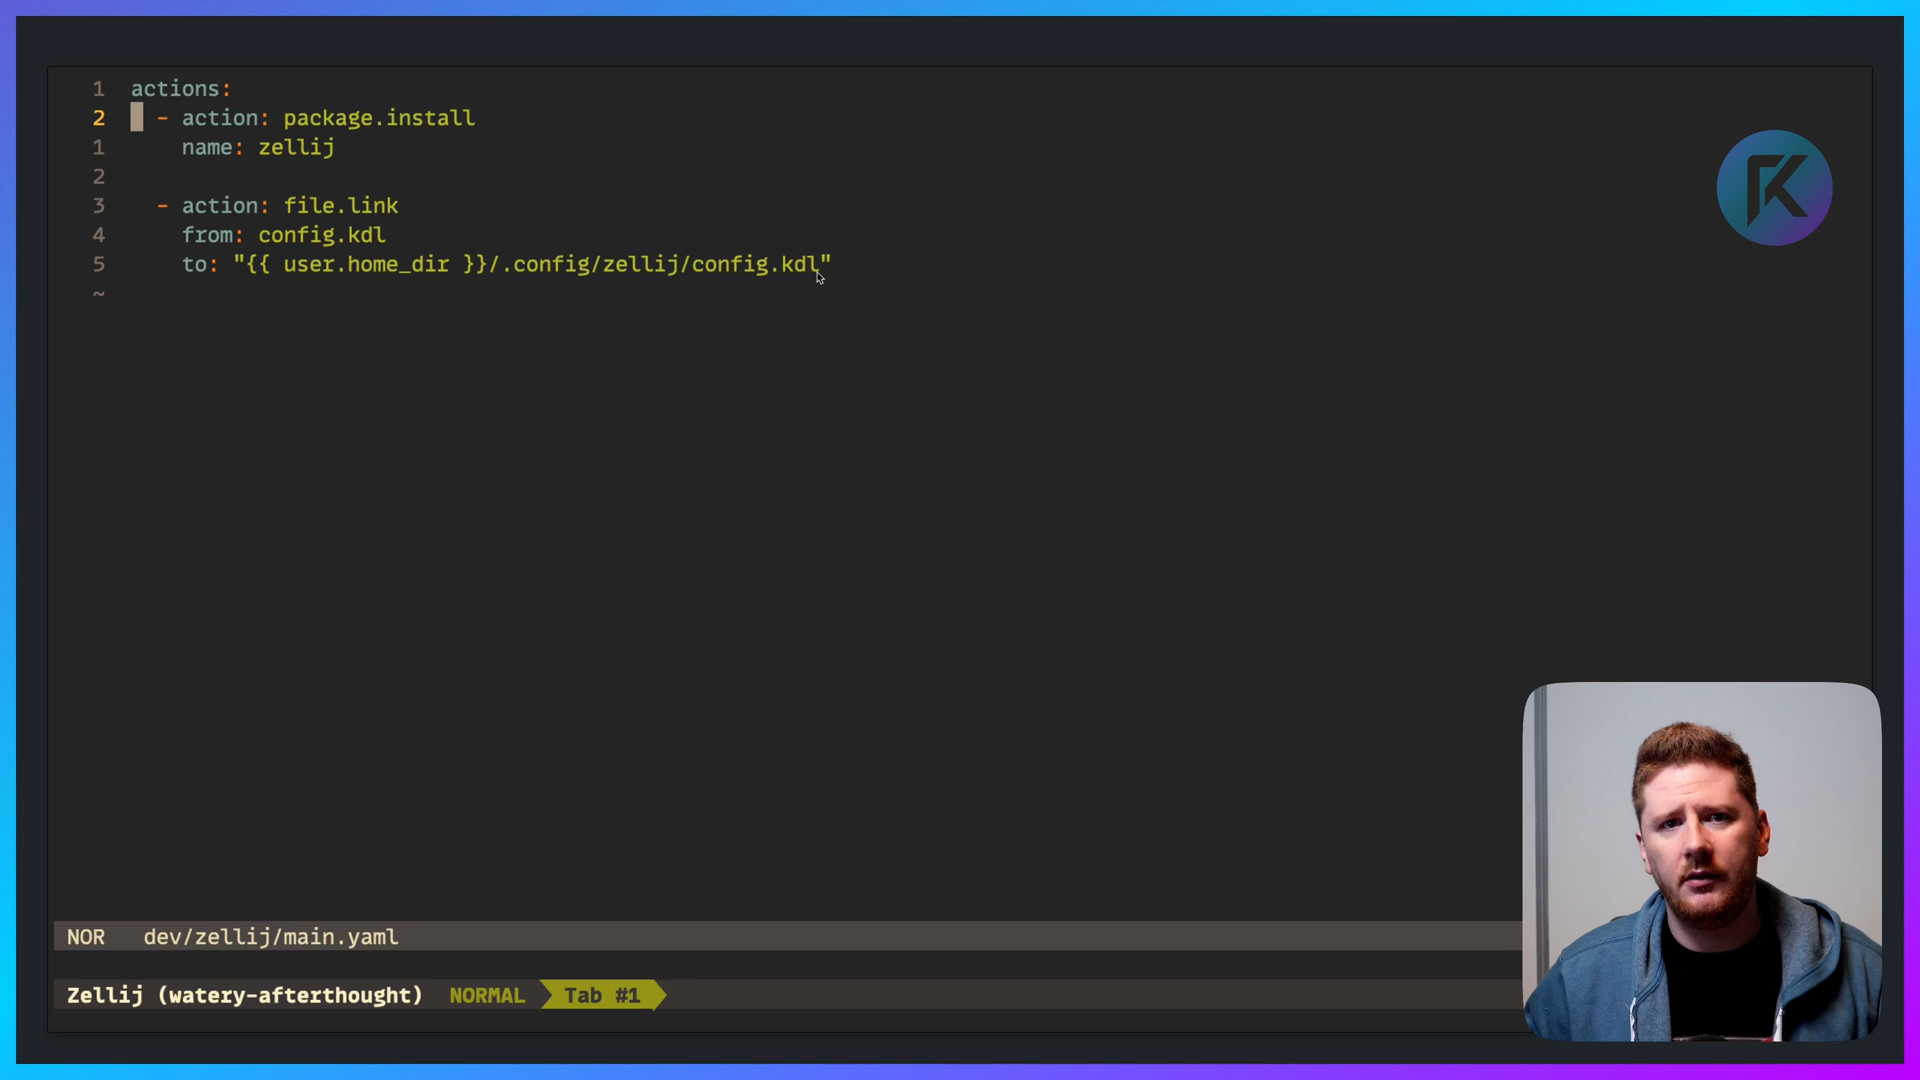 1 actions:
2 - action: package.install
1 name: zellij
2
3 - action: file.link
4 from: config.kdl
5 to: "{{ user.home_dir }}/.config/zellij/config.kdl"
~
NOR dev/zellij/main.yaml
Zellij (watery-afterthought) NORMAL Tab #1